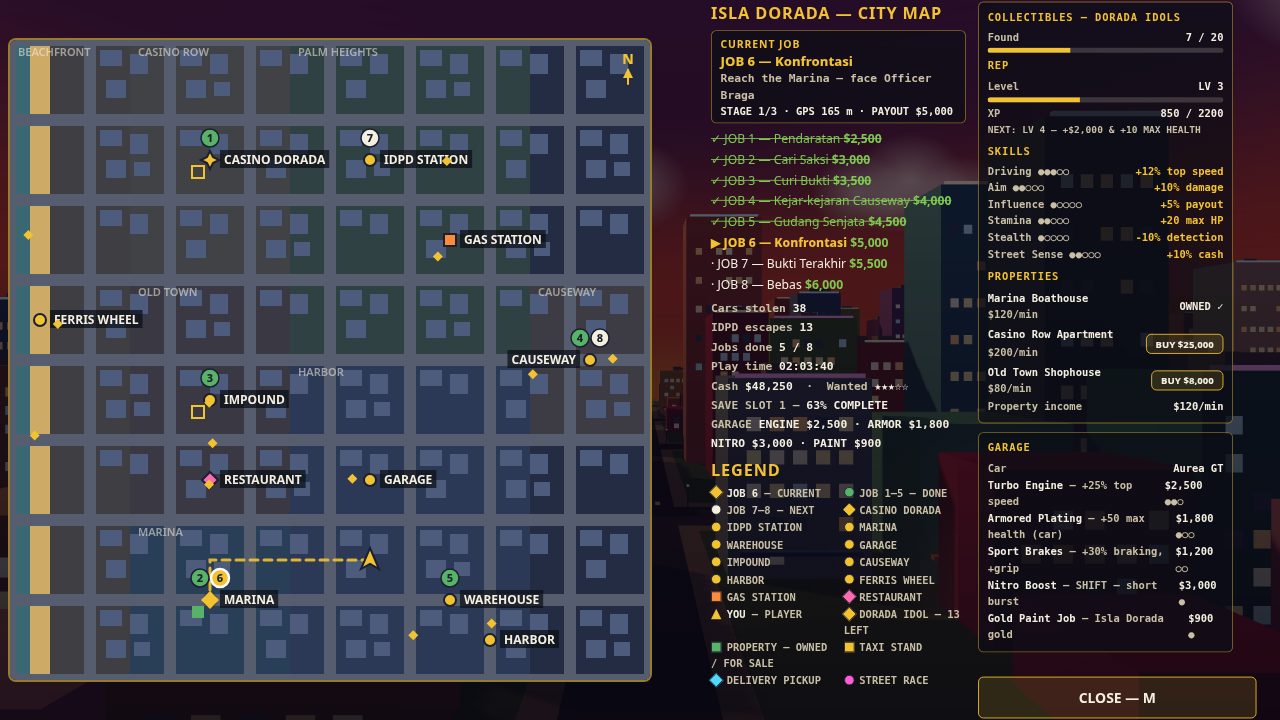 BEACHFRONT
CASINO ROW
PALM HEIGHTS
N
1
7
CASINO DORADA
IDPD STATION
GAS STATION
OLD TOWN
CAUSEWAY
FERRIS WHEEL
4
8
CAUSEWAY
HARBOR
3
IMPOUND
RESTAURANT
GARAGE
MARINA
2
6
5
MARINA
WAREHOUSE
HARBOR
ISLA DORADA — CITY MAP
CURRENT JOB
JOB 6 — Konfrontasi
Reach the Marina — face Officer
Braga
STAGE 1/3 · GPS 165 m · PAYOUT $5,000
✓ JOB 1 — Pendaratan $2,500
✓ JOB 2 — Cari Saksi $3,000
✓ JOB 3 — Curi Bukti $3,500
✓ JOB 4 — Kejar-kejaran Causeway $4,000
✓ JOB 5 — Gudang Senjata $4,500
▶ JOB 6 — Konfrontasi $5,000
· JOB 7 — Bukti Terakhir $5,500
· JOB 8 — Bebas $6,000
Cars stolen 38
IDPD escapes 13
Jobs done 5 / 8
Play time 02:03:40
Cash $48,250 · Wanted ★★★☆☆
SAVE SLOT 1 — 63% COMPLETE
GARAGE ENGINE $2,500 · ARMOR $1,800
NITRO $3,000 · PAINT $900
LEGEND
JOB 6 — CURRENT
JOB 1–5 — DONE
JOB 7–8 — NEXT
CASINO DORADA
IDPD STATION
MARINA
WAREHOUSE
GARAGE
IMPOUND
CAUSEWAY
HARBOR
FERRIS WHEEL
GAS STATION
RESTAURANT
YOU — PLAYER
DORADA IDOL — 13
LEFT
PROPERTY — OWNED
/ FOR SALE
TAXI STAND
DELIVERY PICKUP
STREET RACE
COLLECTIBLES — DORADA IDOLS
Found 7 / 20
REP
Level LV 3
XP 850 / 2200
NEXT: LV 4 — +$2,000 & +10 MAX HEALTH
SKILLS
Driving ●●●○○ +12% top speed
Aim ●●○○○ +10% damage
Influence ●○○○○ +5% payout
Stamina ●●○○○ +20 max HP
Stealth ●○○○○ -10% detection
Street Sense ●●○○○ +10% cash
PROPERTIES
Marina Boathouse
$120/min
OWNED ✓
Casino Row Apartment
$200/min
BUY $25,000
Old Town Shophouse
$80/min
BUY $8,000
Property income $120/min
GARAGE
Car Aurea GT
Turbo Engine — +25% top $2,500
speed ●●○
Armored Plating — +50 max $1,800
health (car) ●○○
Sport Brakes — +30% braking, $1,200
+grip ○○
Nitro Boost — SHIFT — short $3,000
burst ●
Gold Paint Job — Isla Dorada $900
gold ●
CLOSE — M